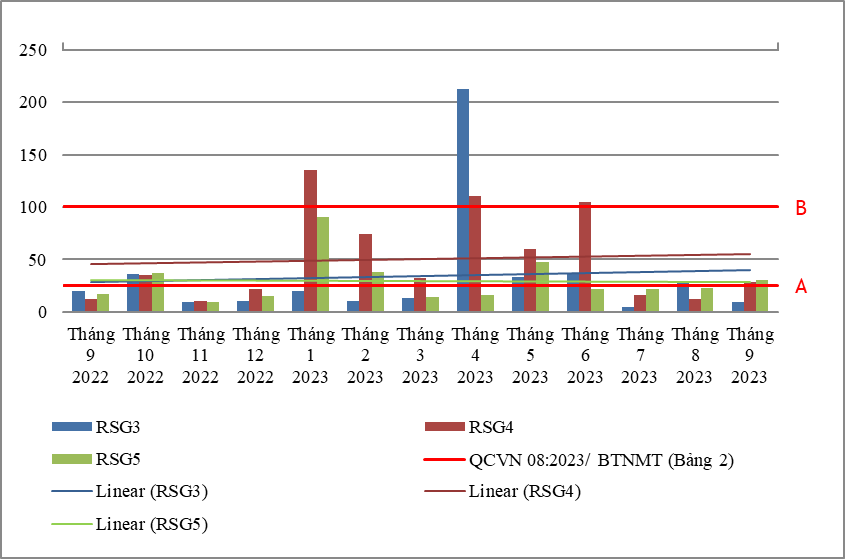 250
200
150
100
50
0
B
A
Tháng Tháng Tháng Tháng Tháng Tháng Tháng Tháng Tháng Tháng Tháng Tháng Tháng
9 10 11 12 1 2 3 4 5 6 7 8 9
2022 2022 2022 2022 2023 2023 2023 2023 2023 2023 2023 2023 2023
RSG3 RSG4
RSG5 QCVN 08:2023/ BTNMT (Bảng 2)
Linear (RSG3) Linear (RSG4)
Linear (RSG5)